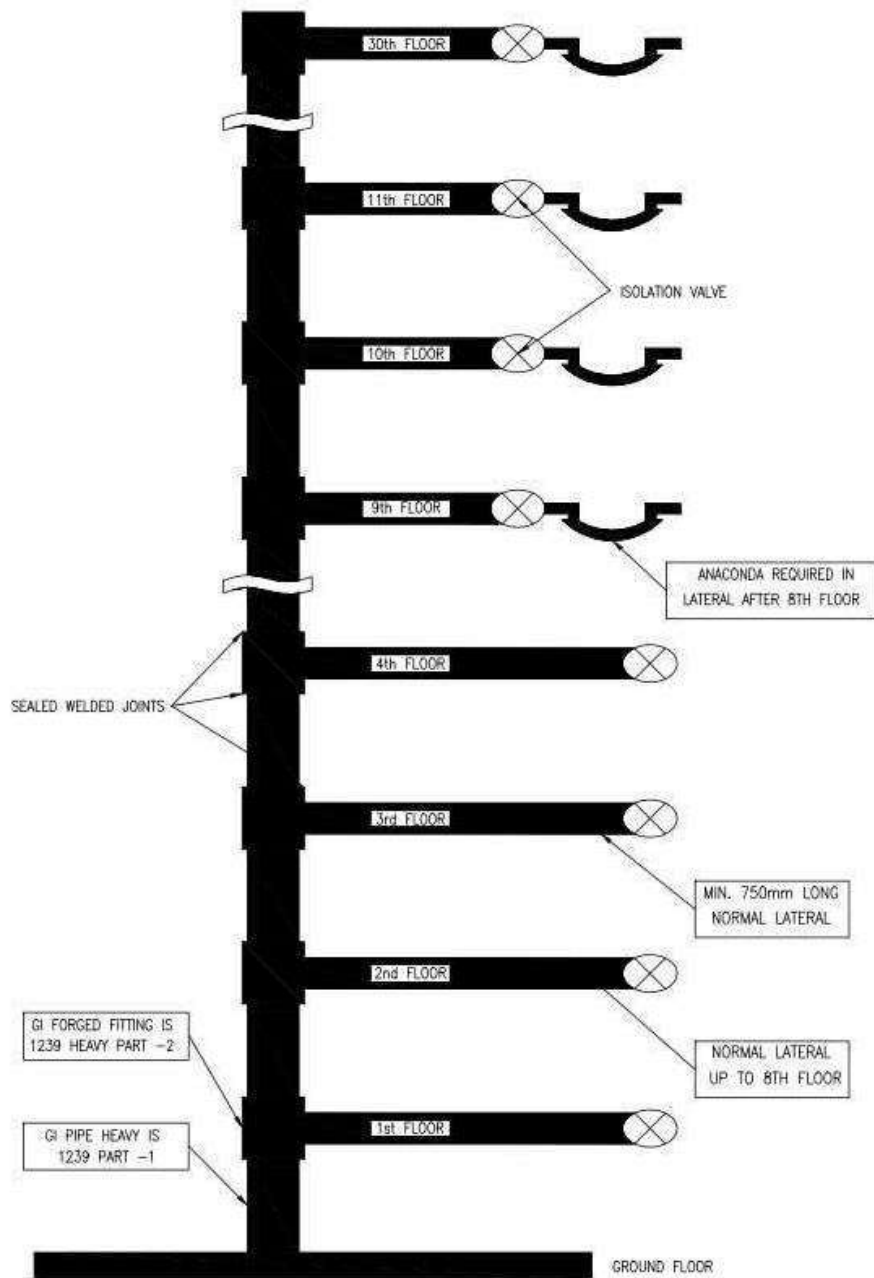 30th FLOOR
11th FLOOR
ISOLATION VALVE
10th FLOOR
9th FLOOR
ANACONDA REQUIRED IN
LATERAL AFTER 8TH FLOOR
4th FLOOR
SEALED WELDED JOINTS
3rd FLOOR
MIN. 750mm LONG
NORMAL LATERAL
2nd FLOOR
GI FORGED FITTING IS
1239 HEAVY PART -2
NORMAL LATERAL
UP TO 8TH FLOOR
1st FLOOR
GI PIPE HEAVY IS
1239 PART -1
GROUND FLOOR